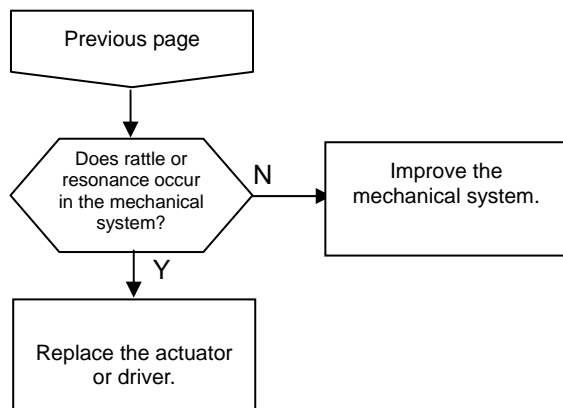 Previous page
Does rattle or
resonance occur
in the mechanical
system?
N
Improve the
mechanical system.
Y
Replace the actuator
or driver.